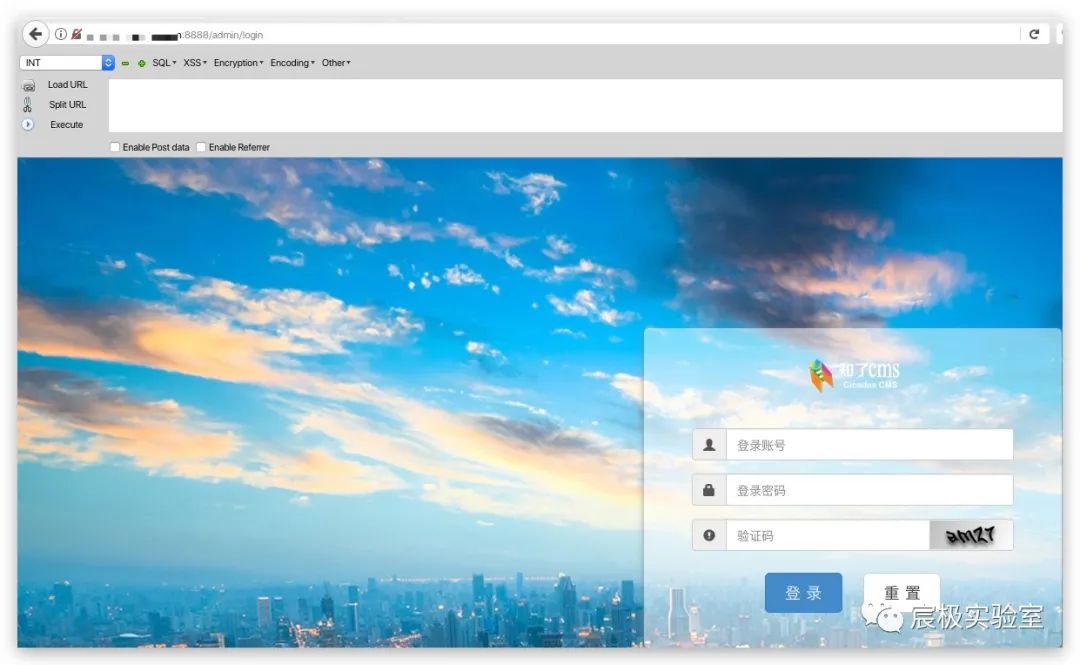 :8888/admin/login
INT SQL XSS Encryption Encoding Other
Load URL
Split URL
Execute
Enable Post data Enable Referrer
知了cms
Cicadas CMS
登录账号
登录密码
验证码 am27
登 录 重 置
宸极实验室